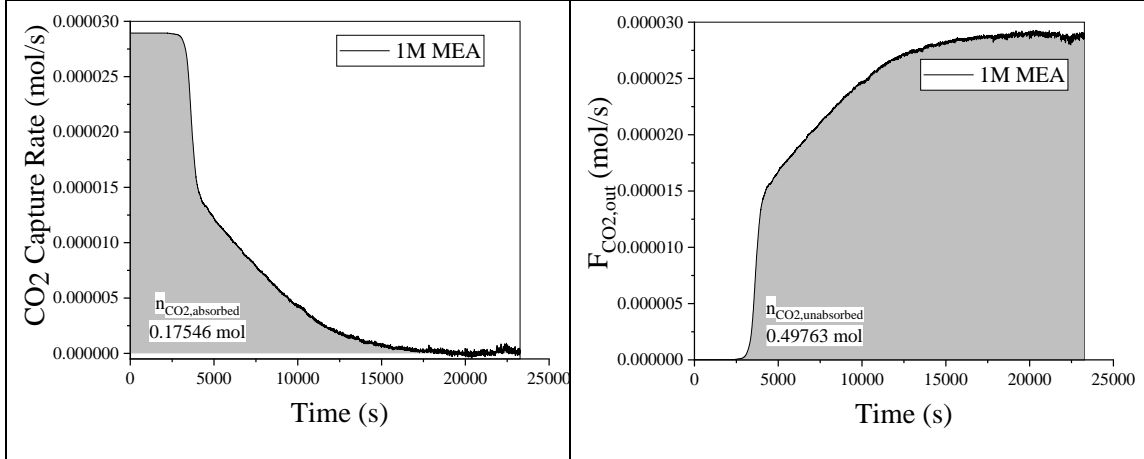 0.000030
0.000025
0.000020
0.000015
0.000010
0.000005
0.000000
CO2 Capture Rate (mol/s)
1M MEA
nCO2,absorbed
0.17546 mol
0 5000 10000 15000 20000 25000
Time (s)
0.000030
0.000025
0.000020
0.000015
0.000010
0.000005
0.000000
FCO2,out (mol/s)
1M MEA
nCO2,unabsorbed
0.49763 mol
0 5000 10000 15000 20000 25000
Time (s)